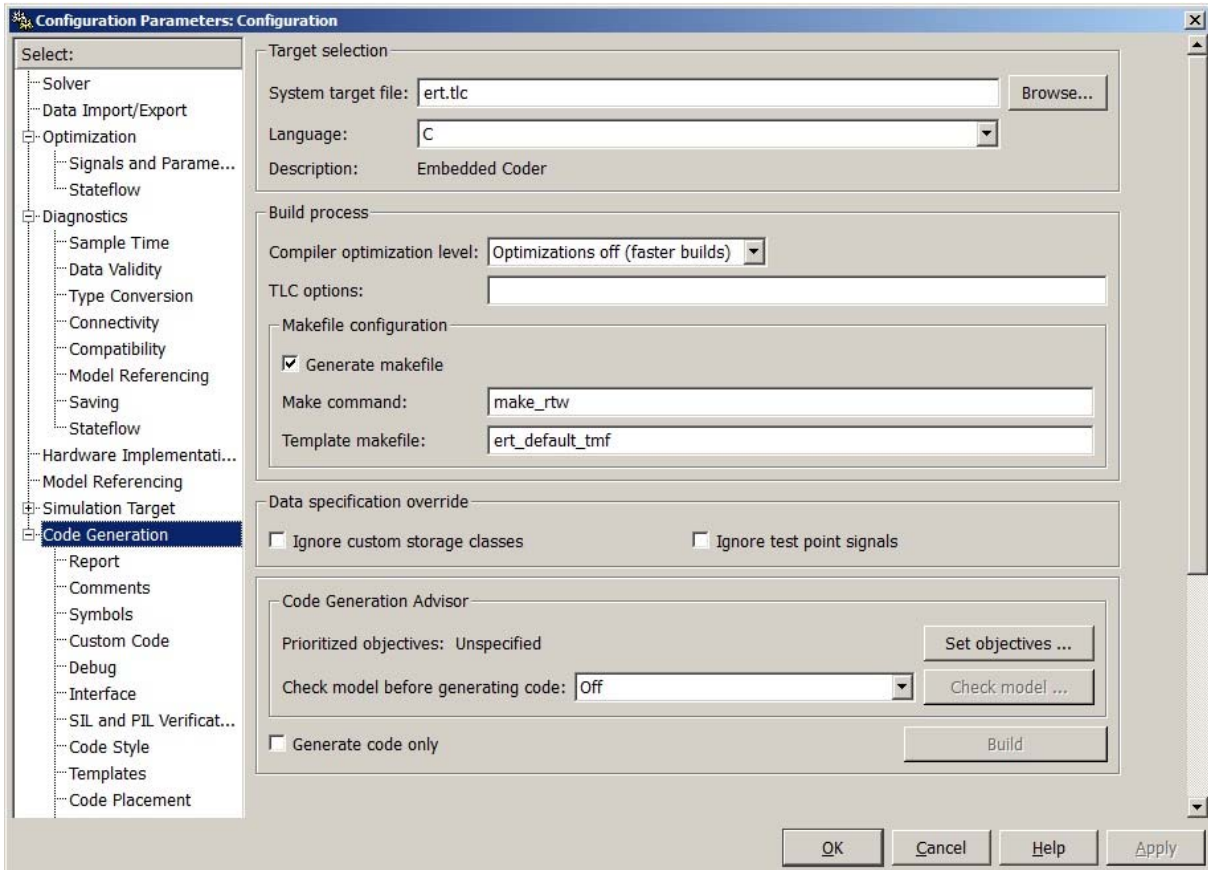 Configuration Parameters: Configuration
Select:
Solver
Data Import/Export
Optimization
Signals and Parame...
Stateflow
Diagnostics
Sample Time
Data Validity
Type Conversion
Connectivity
Compatibility
Model Referencing
Saving
Stateflow
Hardware Implementati...
Model Referencing
Simulation Target
Code Generation
Report
Comments
Symbols
Custom Code
Debug
Interface
SIL and PIL Verificat...
Code Style
Templates
Code Placement
Target selection
System target file: ert.tlc Browse...
Language: C
Description: Embedded Coder
Build process
Compiler optimization level: Optimizations off (faster builds)
TLC options:
Makefile configuration
Generate makefile
Make command: make_rtw
Template makefile: ert_default_tmf
Data specification override
Ignore custom storage classes Ignore test point signals
Code Generation Advisor
Prioritized objectives: Unspecified Set objectives ...
Check model before generating code: Off Check model ...
Generate code only Build
OK Cancel Help Apply